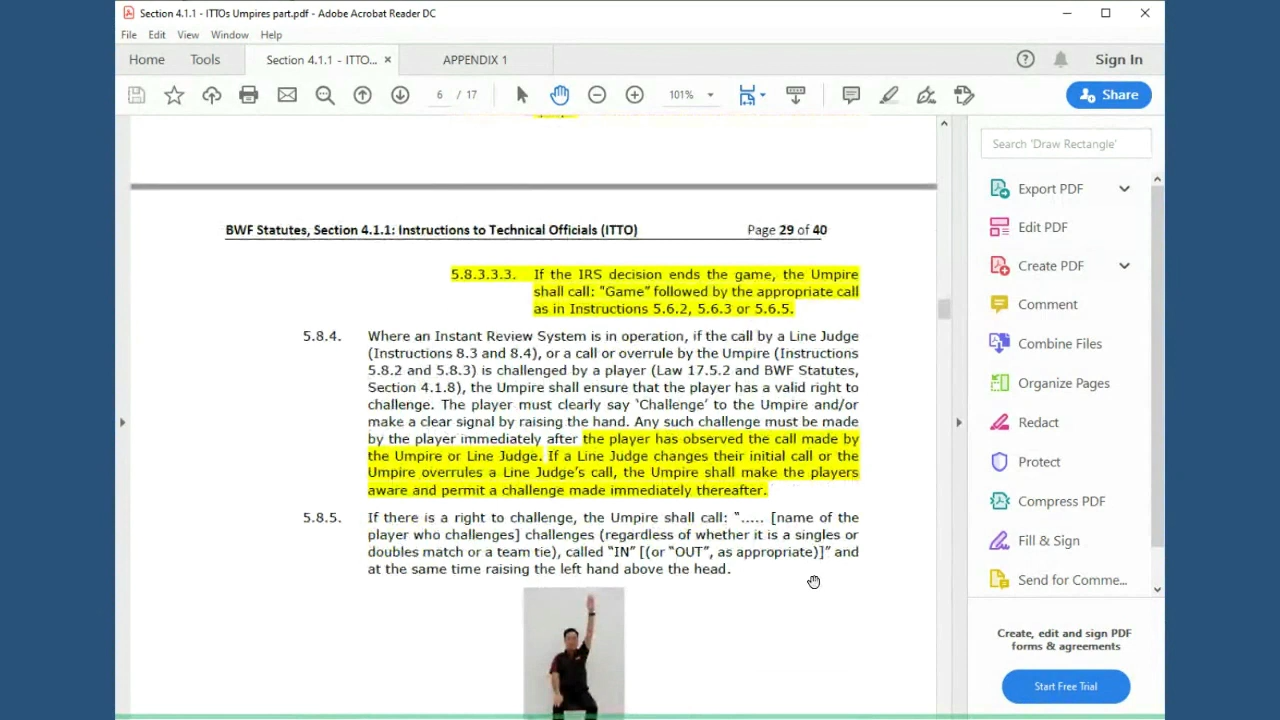 Section 4.1.1 - ITTOs Umpires part.pdf - Adobe Acrobat Reader DC
File Edit View Window Help
Home Tools Section 4.1.1 - ITTO... × APPENDIX 1 Sign In
6 / 17 101% Share
Search 'Draw Rectangle'
Export PDF
Edit PDF
Create PDF
Comment
Combine Files
Organize Pages
Redact
Protect
Compress PDF
Fill & Sign
Send for Comme...
Create, edit and sign PDF
forms & agreements
Start Free Trial
BWF Statutes, Section 4.1.1: Instructions to Technical Officials (ITTO) Page 29 of 40
5.8.3.3.3. If the IRS decision ends the game, the Umpire
shall call: "Game” followed by the appropriate call
as in Instructions 5.6.2, 5.6.3 or 5.6.5.
5.8.4. Where an Instant Review System is in operation, if the call by a Line Judge
(Instructions 8.3 and 8.4), or a call or overrule by the Umpire (Instructions
5.8.2 and 5.8.3) is challenged by a player (Law 17.5.2 and BWF Statutes,
Section 4.1.8), the Umpire shall ensure that the player has a valid right to
challenge. The player must clearly say ‘Challenge’ to the Umpire and/or
make a clear signal by raising the hand. Any such challenge must be made
by the player immediately after the player has observed the call made by
the Umpire or Line Judge. If a Line Judge changes their initial call or the
Umpire overrules a Line Judge’s call, the Umpire shall make the players
aware and permit a challenge made immediately thereafter.
5.8.5. If there is a right to challenge, the Umpire shall call: “..... [name of the
player who challenges] challenges (regardless of whether it is a singles or
doubles match or a team tie), called “IN” [(or “OUT”, as appropriate)]” and
at the same time raising the left hand above the head.